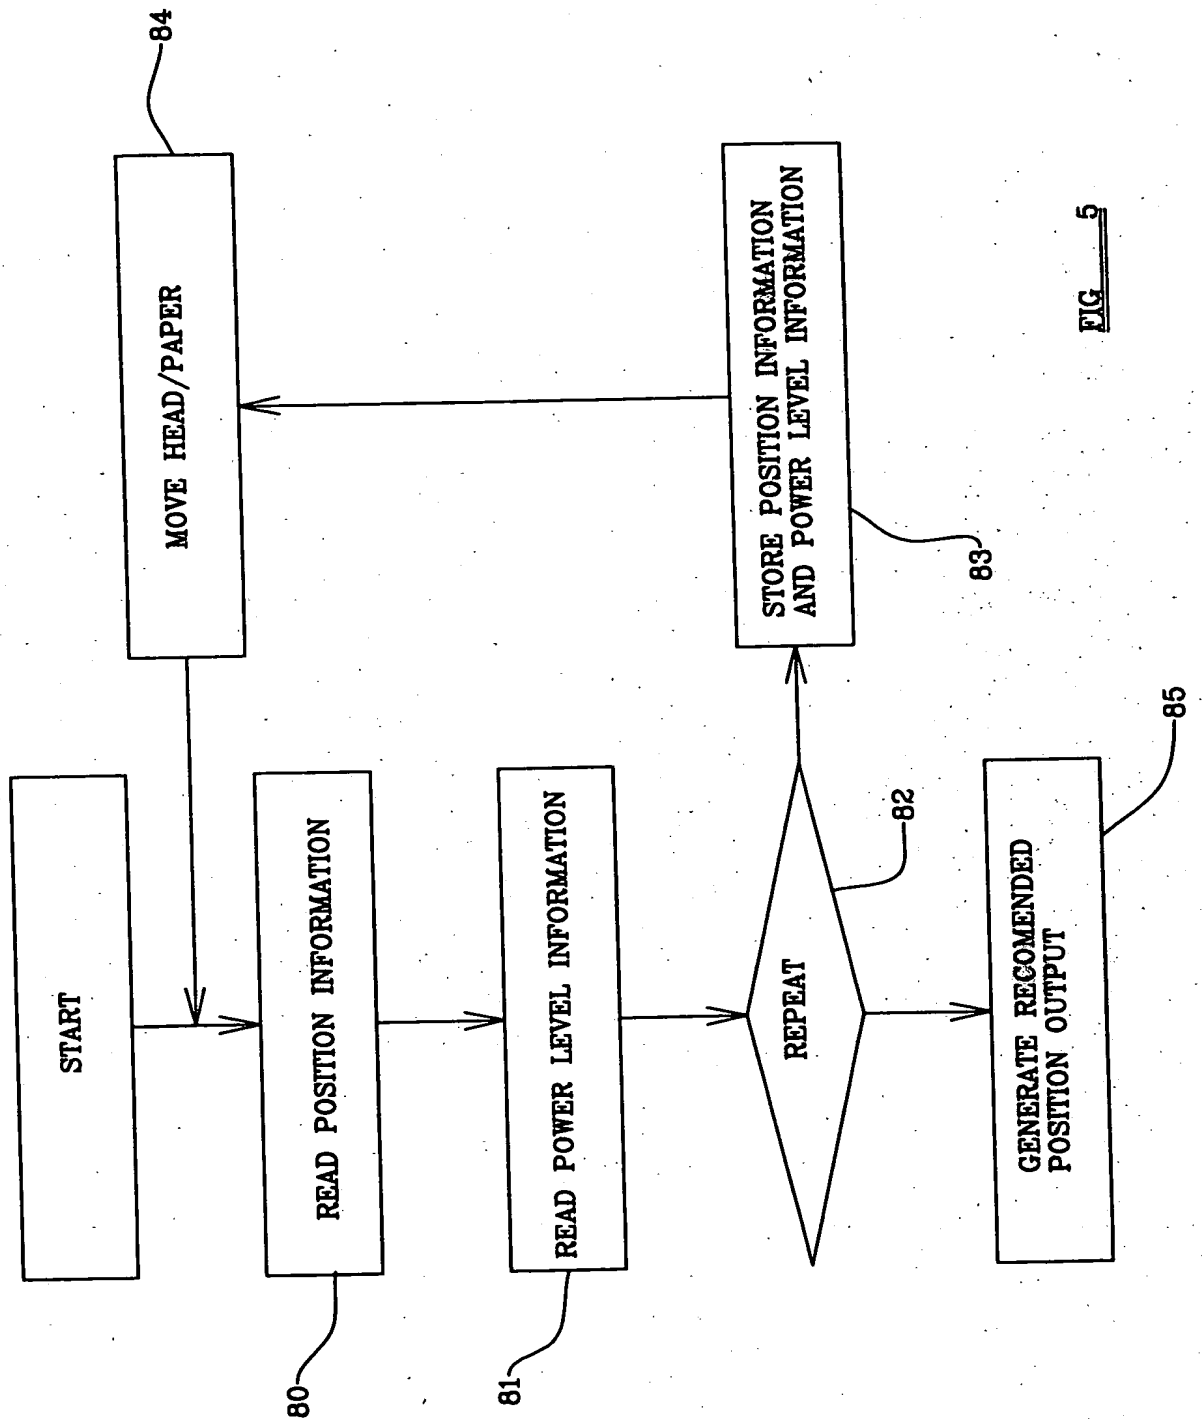 START
READ POSITION INFORMATION
80
READ POWER LEVEL INFORMATION
81
REPEAT
82
STORE POSITION INFORMATION
AND POWER LEVEL INFORMATION
83
MOVE HEAD/PAPER
84
GENERATE RECOMENDED
POSITION OUTPUT
85
FIG 5